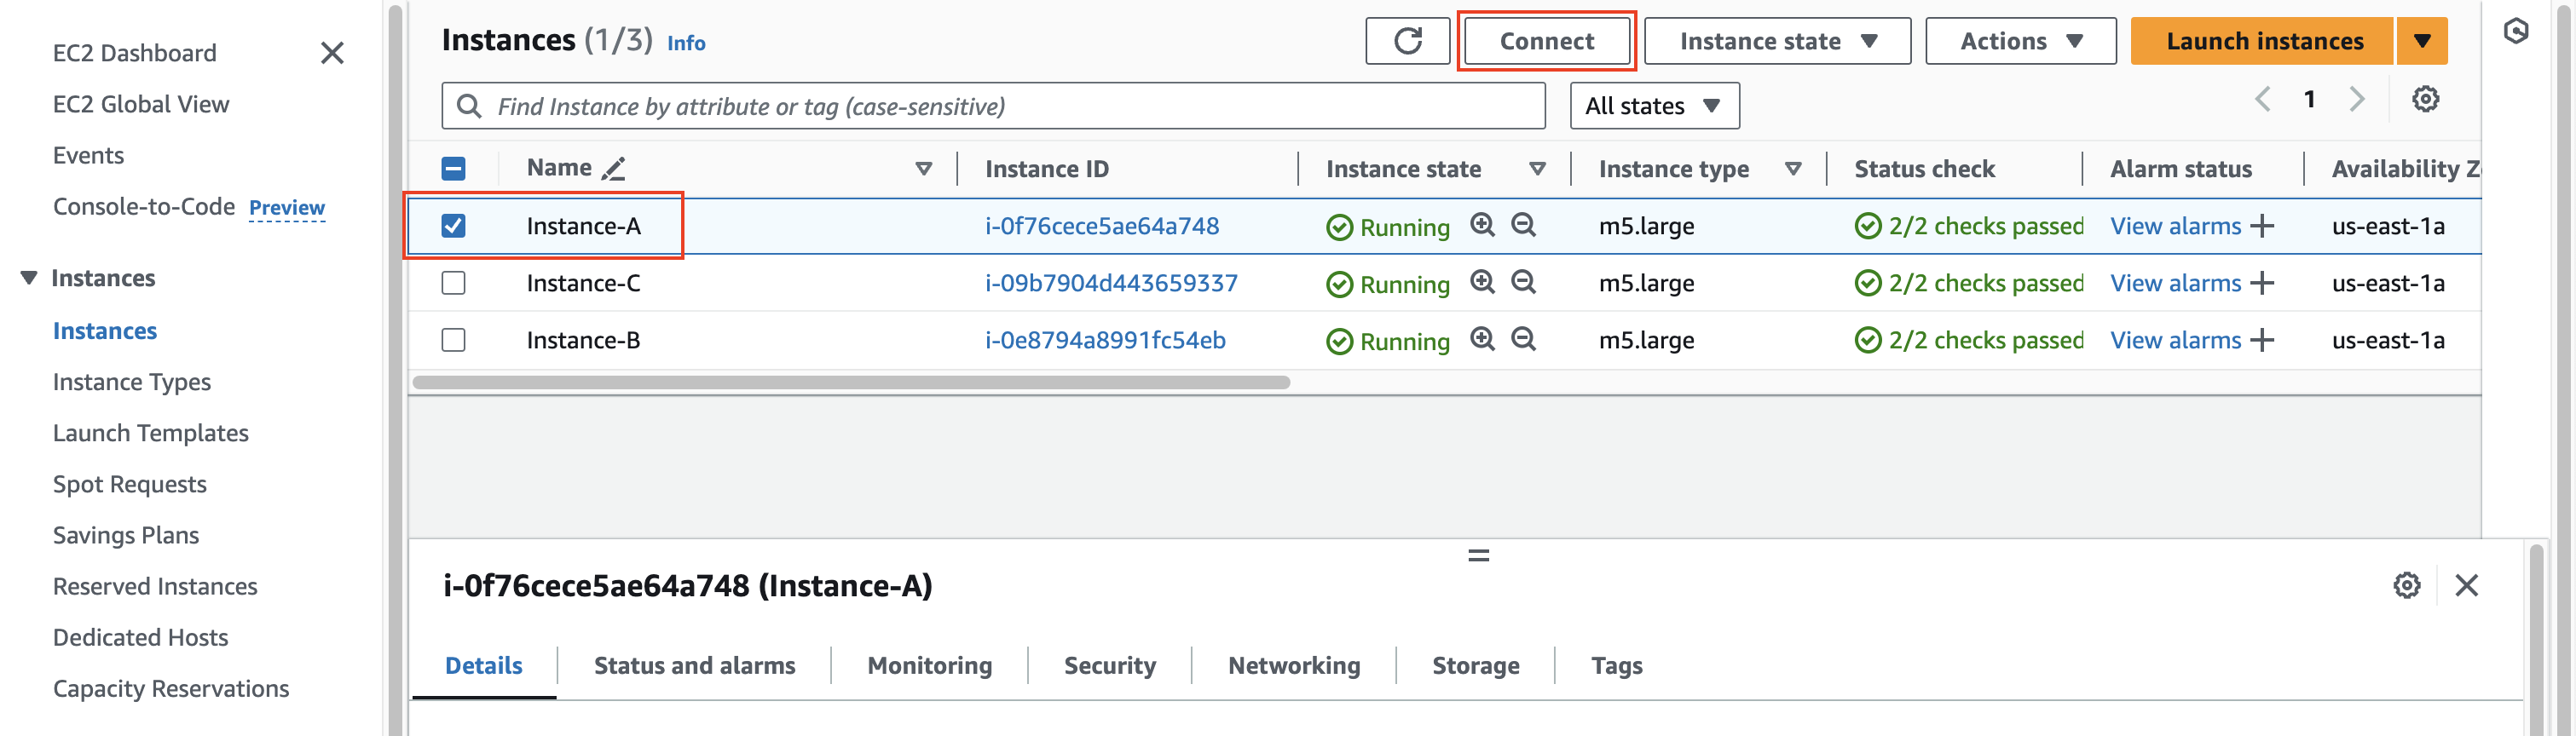 EC2 Dashboard
EC2 Global View
Events
Console-to-Code Preview
Instances
Instances
Instance Types
Launch Templates
Spot Requests
Savings Plans
Reserved Instances
Dedicated Hosts
Capacity Reservations
Instances (1/3) Info
Connect
Instance state
Actions
Launch instances
Find Instance by attribute or tag (case-sensitive)
All states
1
Name Instance ID Instance state Instance type Status check Alarm status Availability Z
Instance-A i-0f76cece5ae64a748 Running m5.large 2/2 checks passed View alarms us-east-1a
Instance-C i-09b7904d443659337 Running m5.large 2/2 checks passed View alarms us-east-1a
Instance-B i-0e8794a8991fc54eb Running m5.large 2/2 checks passed View alarms us-east-1a
i-0f76cece5ae64a748 (Instance-A)
Details Status and alarms Monitoring Security Networking Storage Tags